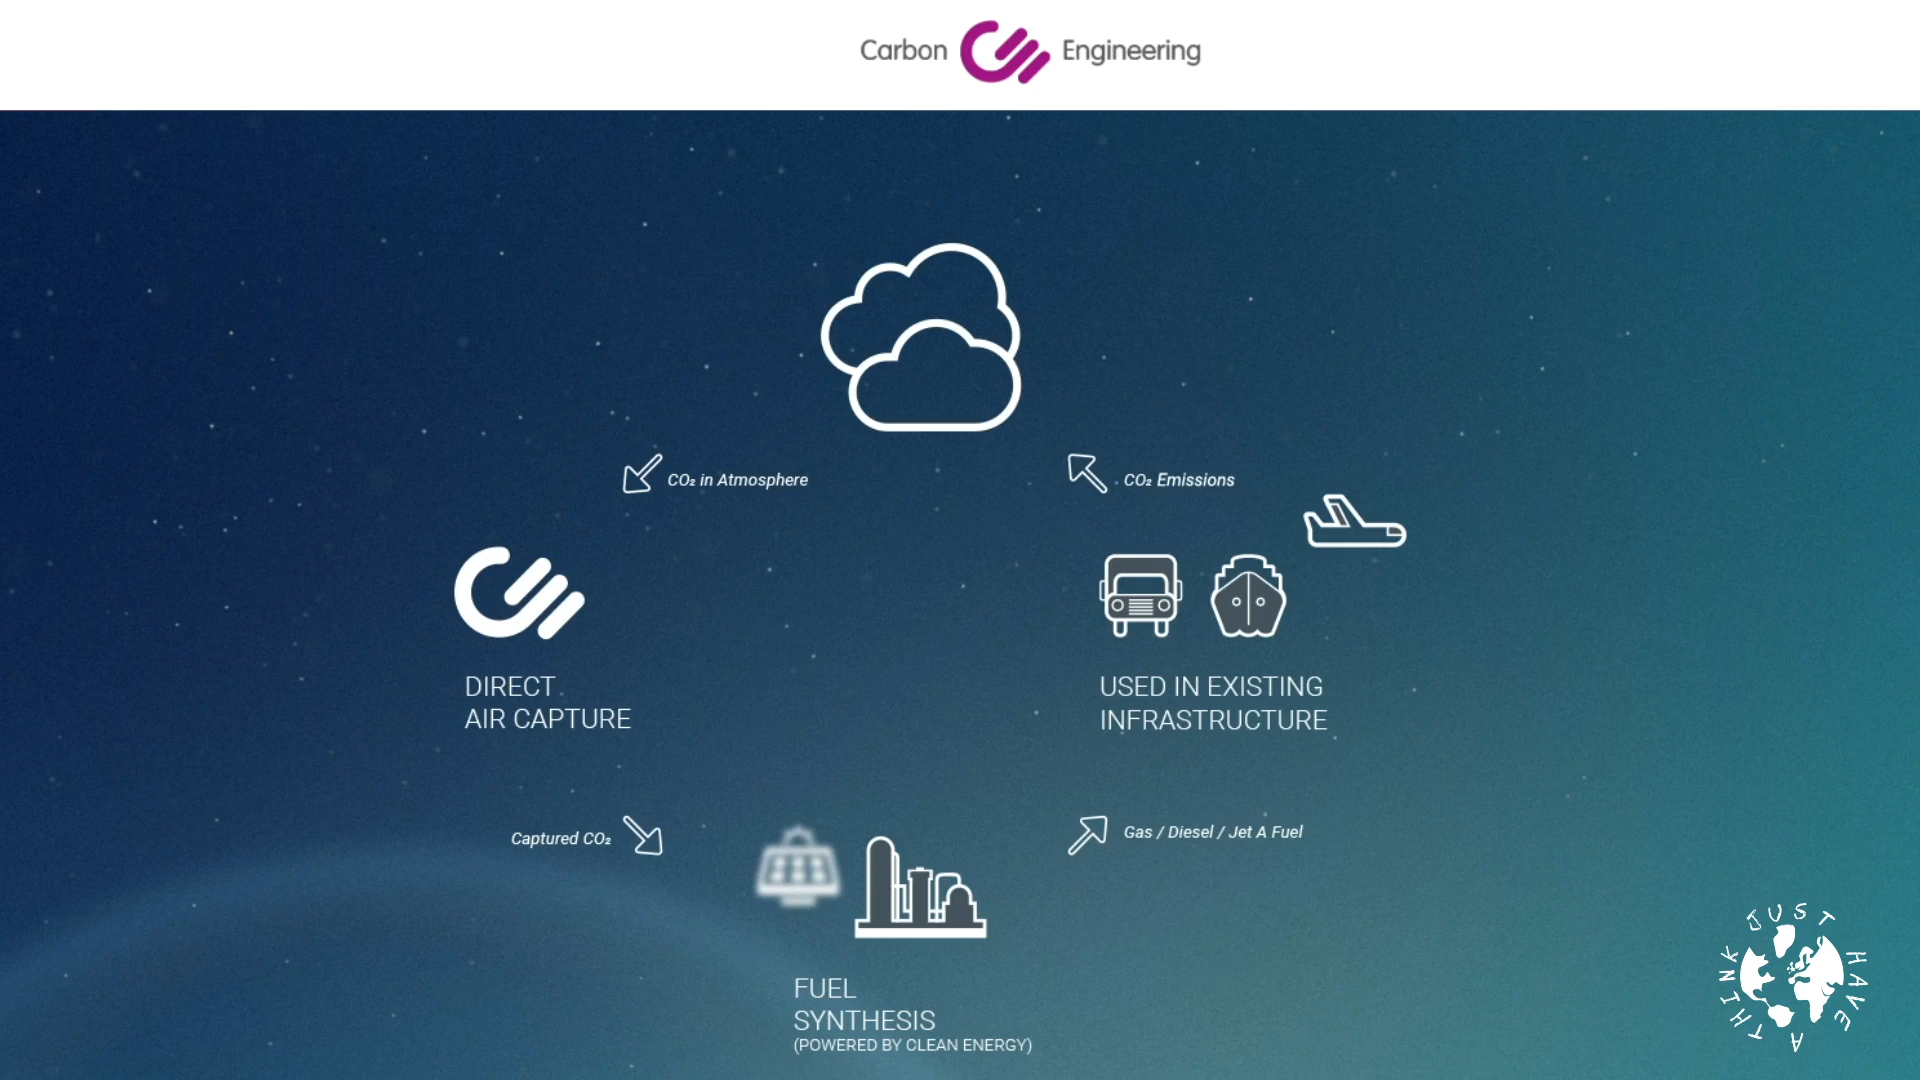 Carbon Engineering
CO₂ in Atmosphere
CO₂ Emissions
DIRECT
AIR CAPTURE
USED IN EXISTING
INFRASTRUCTURE
Captured CO₂
Gas / Diesel / Jet A Fuel
FUEL
SYNTHESIS
(POWERED BY CLEAN ENERGY)
JUST HAVE A THINK